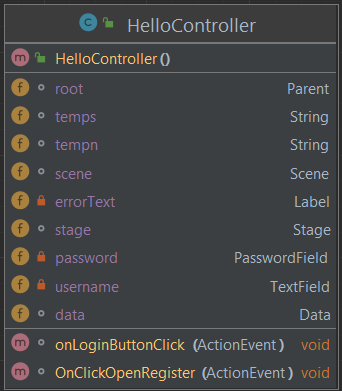 HelloController
HelloController()
root Parent
temps String
tempn String
scene Scene
errorText Label
stage Stage
password PasswordField
username TextField
data Data
onLoginButtonClick (ActionEvent) void
OnClickOpenRegister (ActionEvent) void